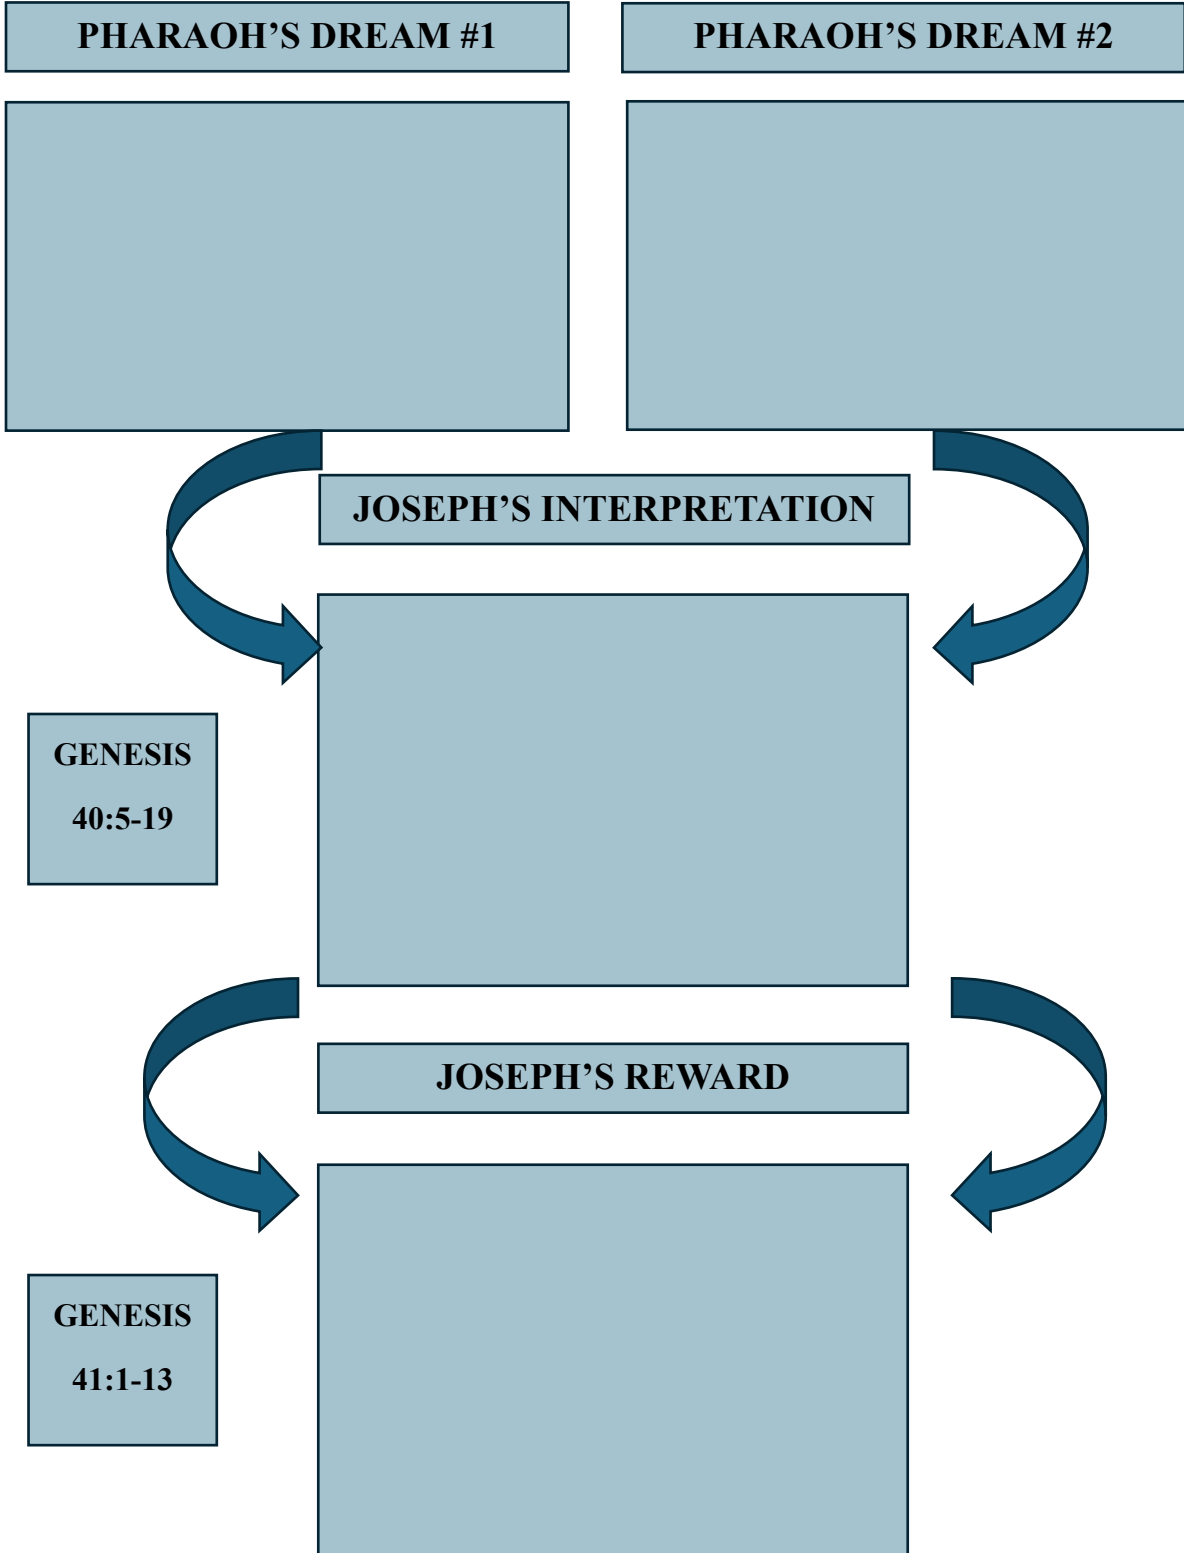 PHARAOH’S DREAM #1
PHARAOH’S DREAM #2
JOSEPH’S INTERPRETATION
GENESIS
40:5-19
JOSEPH’S REWARD
GENESIS
41:1-13